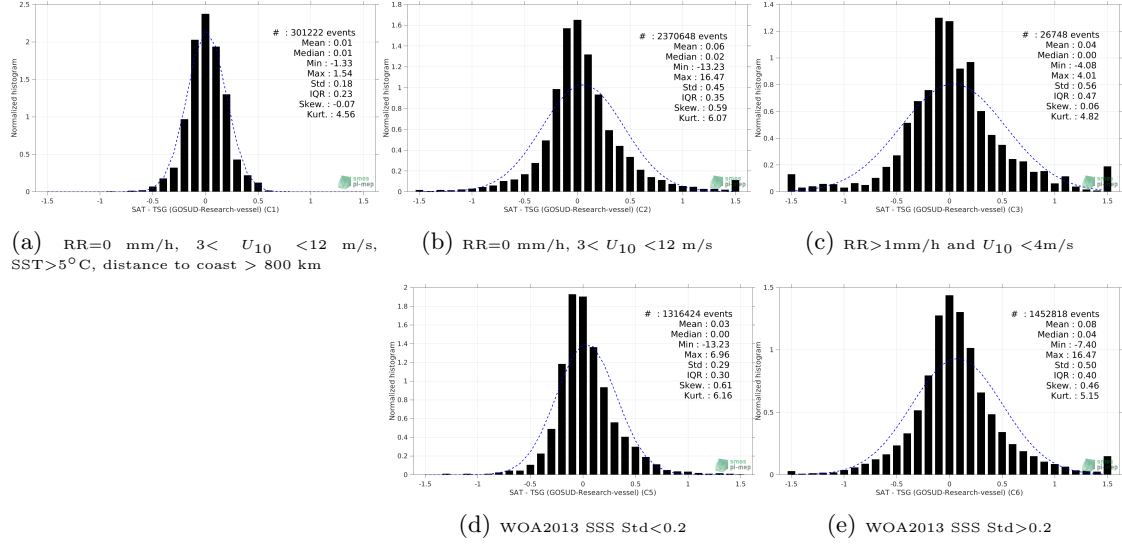 2.5
2
1.5
1
0.5
0
Normalized histogram
-1.5 -1 -0.5 0 0.5 1 1.5
SAT - TSG (GOSUD-Research-vessel) (C1)
# : 301222 events
Mean : 0.01
Median : 0.01
Min : -1.33
Max : 1.54
Std : 0.18
IQR : 0.23
Skew. : -0.07
Kurt. : 4.56
smos
pi-mep
(a) RR=0 mm/h, 3< U10 <12 m/s,
SST>5°C, distance to coast > 800 km
1.8
1.6
1.4
1.2
1
0.8
0.6
0.4
0.2
0
Normalized histogram
-1.5 -1 -0.5 0 0.5 1 1.5
SAT - TSG (GOSUD-Research-vessel) (C2)
# : 2370648 events
Mean : 0.06
Median : 0.02
Min : -13.23
Max : 16.47
Std : 0.45
IQR : 0.35
Skew. : 0.59
Kurt. : 6.07
smos
pi-mep
(b) RR=0 mm/h, 3< U10 <12 m/s
1.4
1.2
1
0.8
0.6
0.4
0.2
0
Normalized histogram
-1.5 -1 -0.5 0 0.5 1 1.5
SAT - TSG (GOSUD-Research-vessel) (C3)
# : 26748 events
Mean : 0.04
Median : 0.00
Min : -4.08
Max : 4.01
Std : 0.56
IQR : 0.47
Skew. : 0.06
Kurt. : 4.82
smos
pi-mep
(c) RR>1mm/h and U10 <4m/s
2
1.8
1.6
1.4
1.2
1
0.8
0.6
0.4
0.2
0
Normalized histogram
-1.5 -1 -0.5 0 0.5 1 1.5
SAT - TSG (GOSUD-Research-vessel) (C5)
# : 1316424 events
Mean : 0.03
Median : 0.00
Min : -13.23
Max : 6.96
Std : 0.29
IQR : 0.30
Skew. : 0.61
Kurt. : 6.16
smos
pi-mep
(d) WOA2013 SSS Std<0.2
1.5
1
0.5
0
Normalized histogram
-1.5 -1 -0.5 0 0.5 1 1.5
SAT - TSG (GOSUD-Research-vessel) (C6)
# : 1452818 events
Mean : 0.08
Median : 0.04
Min : -7.40
Max : 16.47
Std : 0.50
IQR : 0.40
Skew. : 0.46
Kurt. : 5.15
smos
pi-mep
(e) WOA2013 SSS Std>0.2